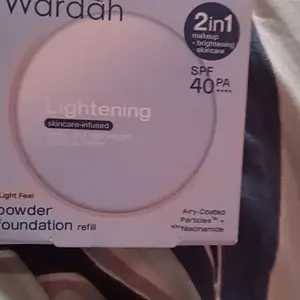 Wardah
2in1
makeup +
brightening
skincare
SPF
40 PA
++++
Lightening
skincare-infused
Light Feel
powder
foundation refill
Airy-Coated
Particles™ +
Niacinamide